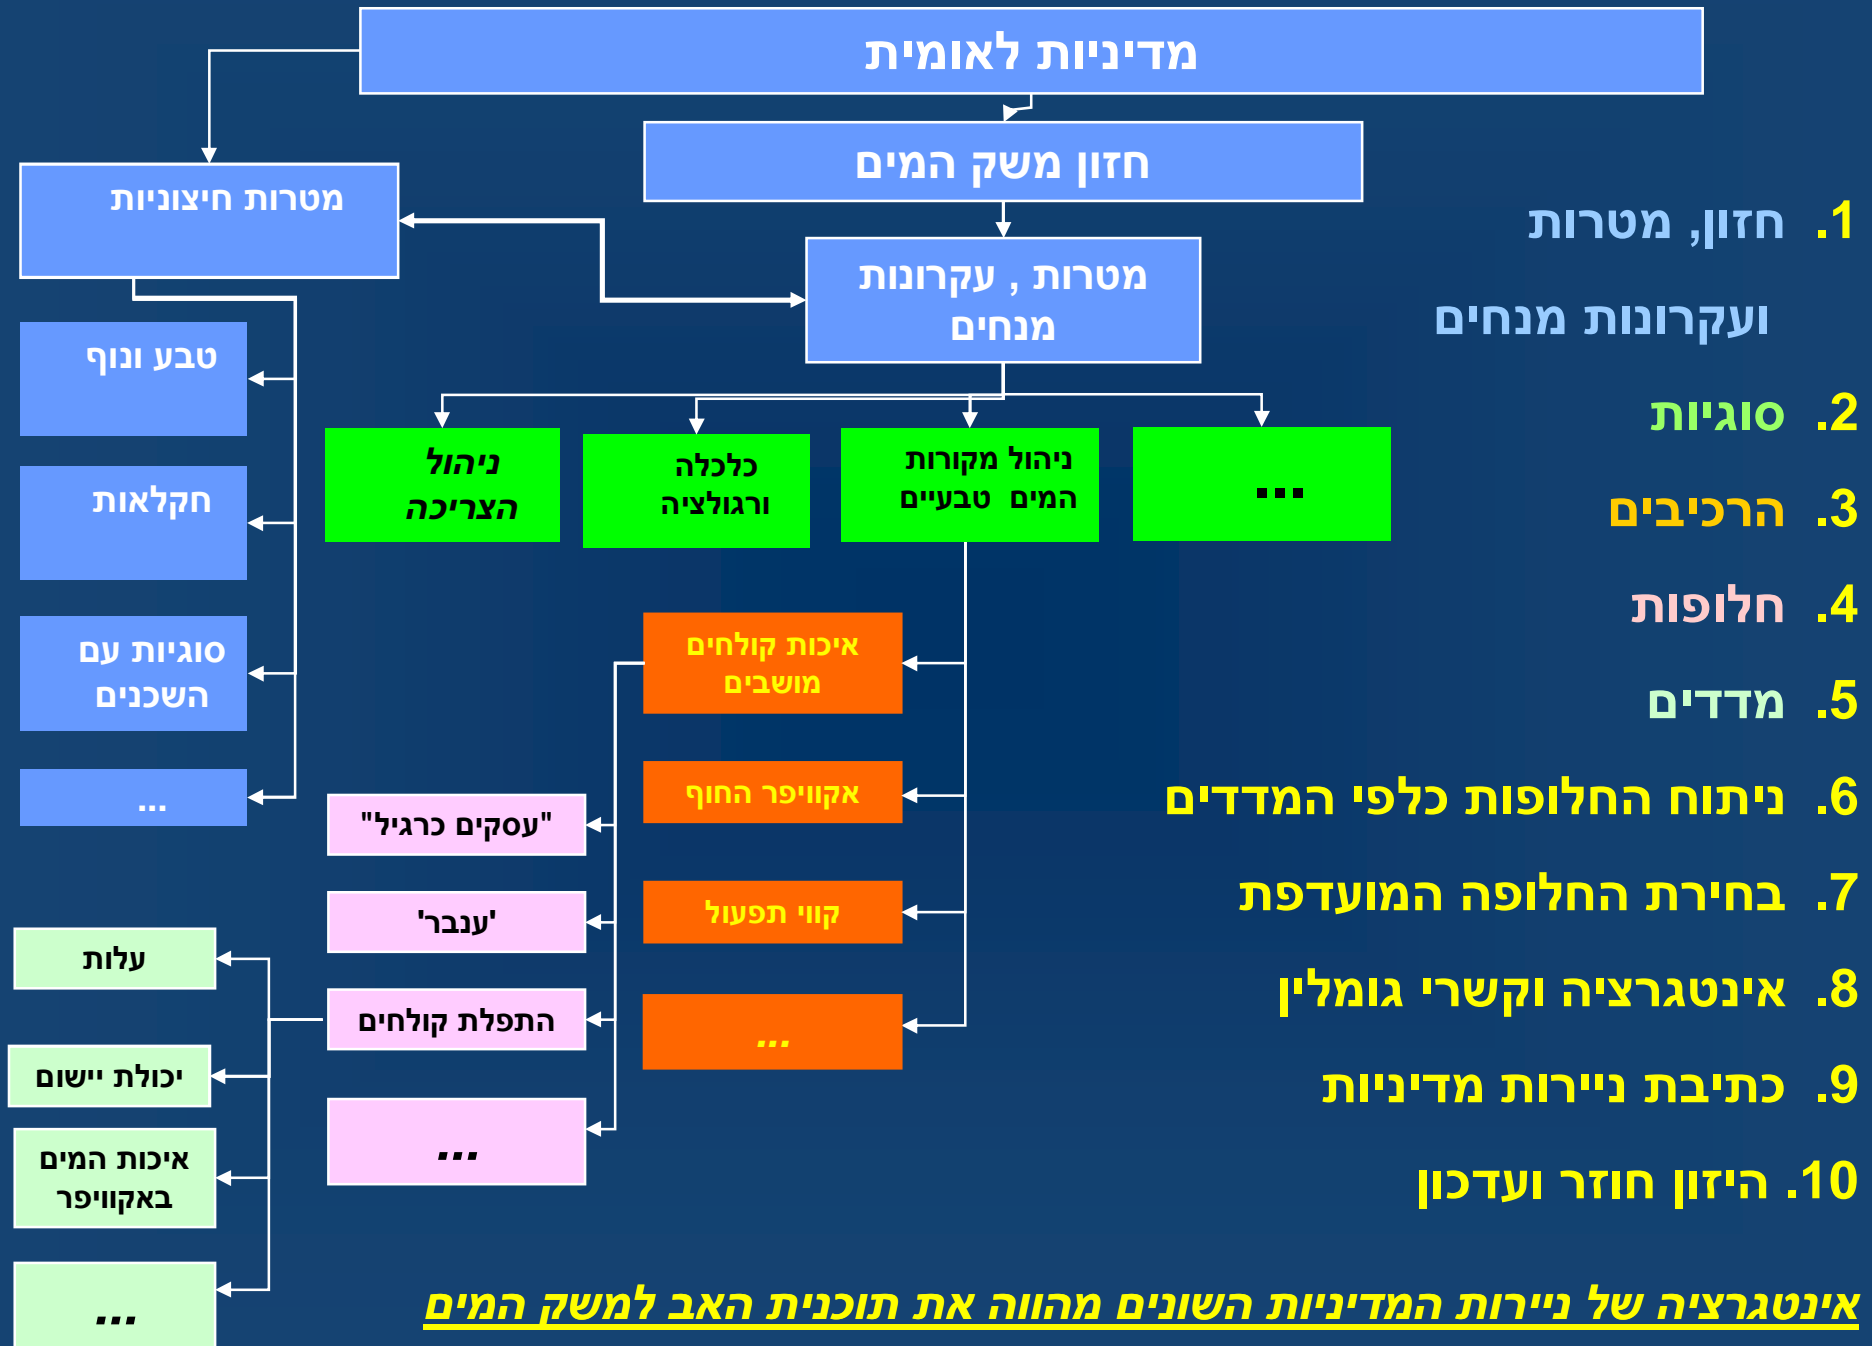 מדיניות לאומית
חזון משק המים
מטרות חיצוניות
מטרות , עקרונות
מנחים
טבע ונוף
חקלאות
סוגיות עם
השכנים
...
...
ניהול מקורות
המים טבעיים
כלכלה
ורגולציה
ניהול
הצריכה
איכות קולחים
מושבים
אקוויפר החוף
קווי תפעול
...
"עסקים כרגיל"
'ענבר'
התפלת קולחים
...
עלות
יכולת יישום
איכות המים
באקוויפר
...
1. חזון, מטרות
ועקרונות מנחים
2. סוגיות
3. הרכיבים
4. חלופות
5. מדדים
6. ניתוח החלופות כלפי המדדים
7. בחירת החלופה המועדפת
8. אינטגרציה וקשרי גומלין
9. כתיבת ניירות מדיניות
10. היזון חוזר ועדכון
אינטגרציה של ניירות המדיניות השונים מהווה את תוכנית האב למשק המים